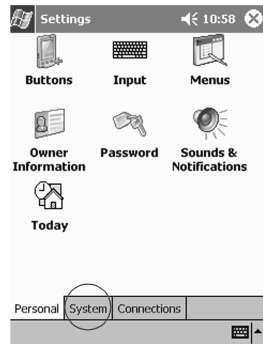 Settings 10:58
Buttons Input Menus
Owner Information Password Sounds & Notifications
Today
Personal System Connections